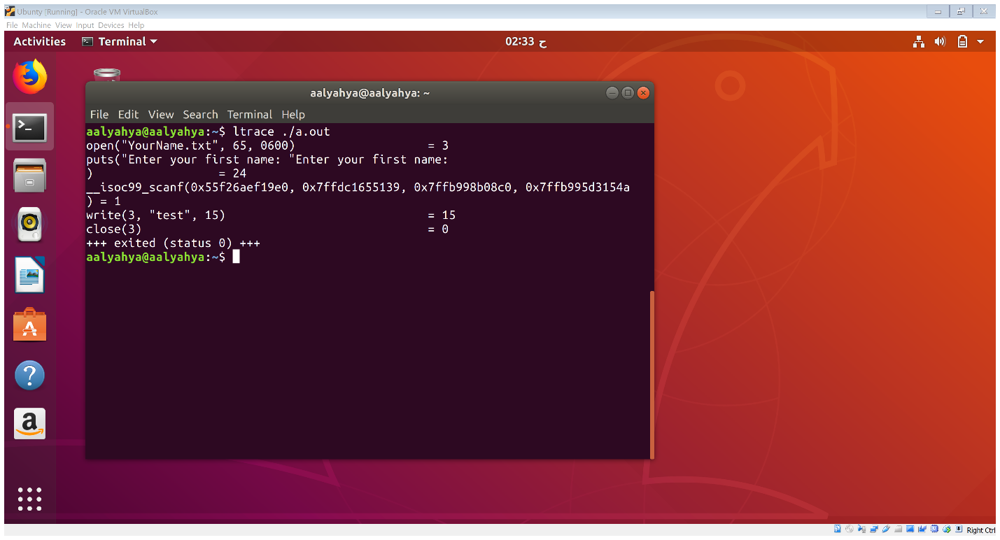 Ubunty [Running] - Oracle VM VirtualBox
File Machine View Input Devices Help
Activities Terminal 02:33 ح
aalyahya@aalyahya: ~
File Edit View Search Terminal Help
aalyahya@aalyahya:~$ ltrace ./a.out
open("YourName.txt", 65, 0600) = 3
puts("Enter your first name: "Enter your first name:
) = 24
__isoc99_scanf(0x55f26aef19e0, 0x7ffdc1655139, 0x7ffb998b08c0, 0x7ffb995d3154a
) = 1
write(3, "test", 15) = 15
close(3) = 0
+++ exited (status 0) +++
aalyahya@aalyahya:~$
Right Ctrl